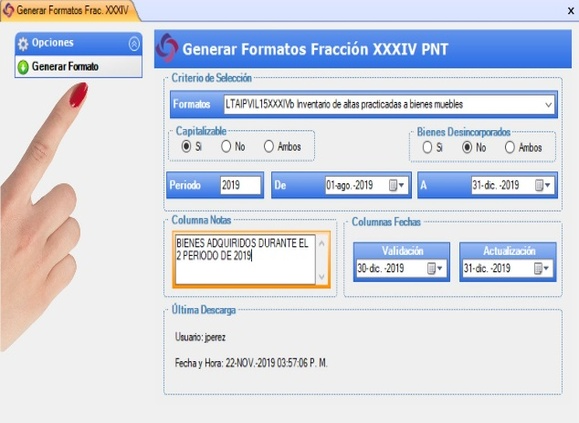 Generar Formatos Frac. XXXIV
x
Opciones
Generar Formato
Generar Formatos Fracción XXXIV PNT
Criterio de Selección
Formatos LTAIPVIL15XXXIVb Inventario de altas practicadas a bienes muebles
Capitalizable
Si No Ambos
Bienes Desincorporados
Si No Ambos
Periodo 2019 De 01-ago.-2019 A 31-dic. -2019
Columna Notas
BIENES ADQUIRIDOS DURANTE EL
2 PERIODO DE 2019
Columnas Fechas
Validación Actualización
30-dic. -2019 31-dic. -2019
Última Descarga
Usuario: jperez
Fecha y Hora: 22-NOV.-2019 03:57:06 P. M.